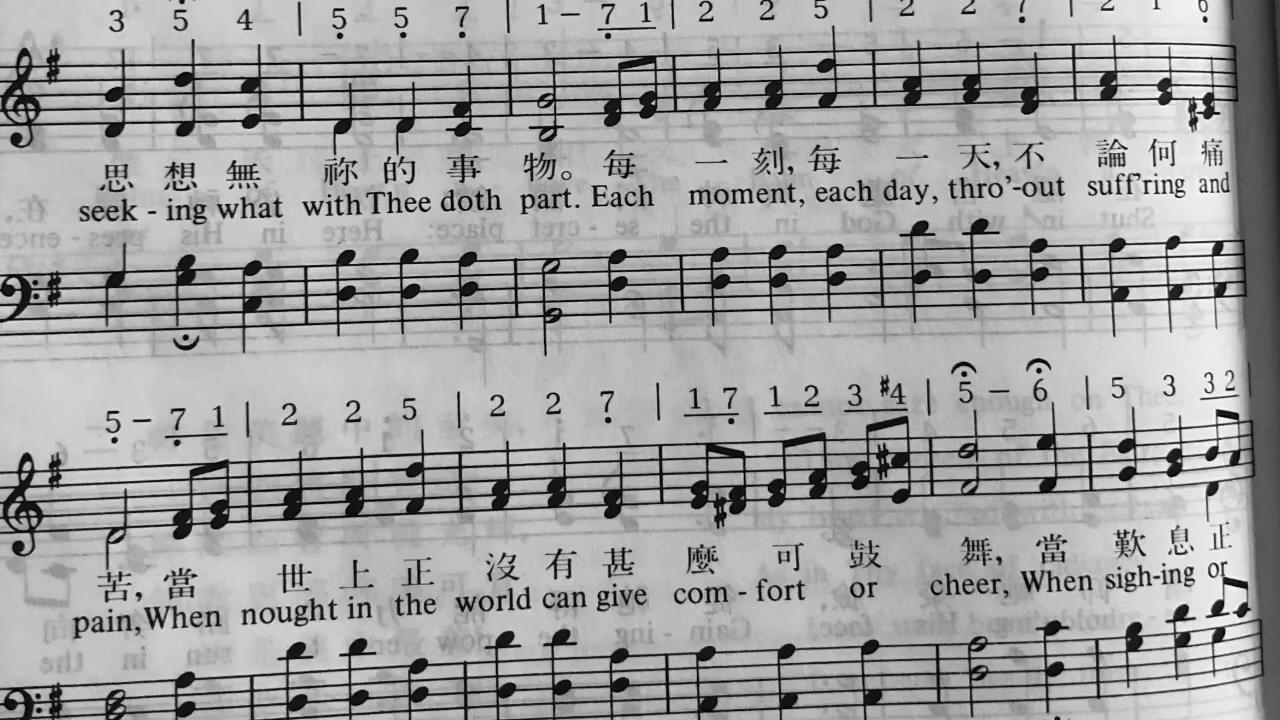 3 5 4 | 5 5 7 | 1 – 7 1 | 2 2 5 | 2 2 7 | 2 1 6 |
思 想 無 祢 的 事 物。每 一 刻,每 一 天,不 論 何 痛
seek - ing what with Thee doth part. Each moment, each day, thro'-out suff'ring and
5 – 7 1 | 2 2 5 | 2 2 7 | 1 7 1 2 3 #4 | 5 – 6 | 5 3 3 2
苦,當 世 上 正 沒 有 甚 麼 可 鼓 舞,當 歎 息 正
pain, When nought in the world can give com - fort or cheer, When sigh-ing or